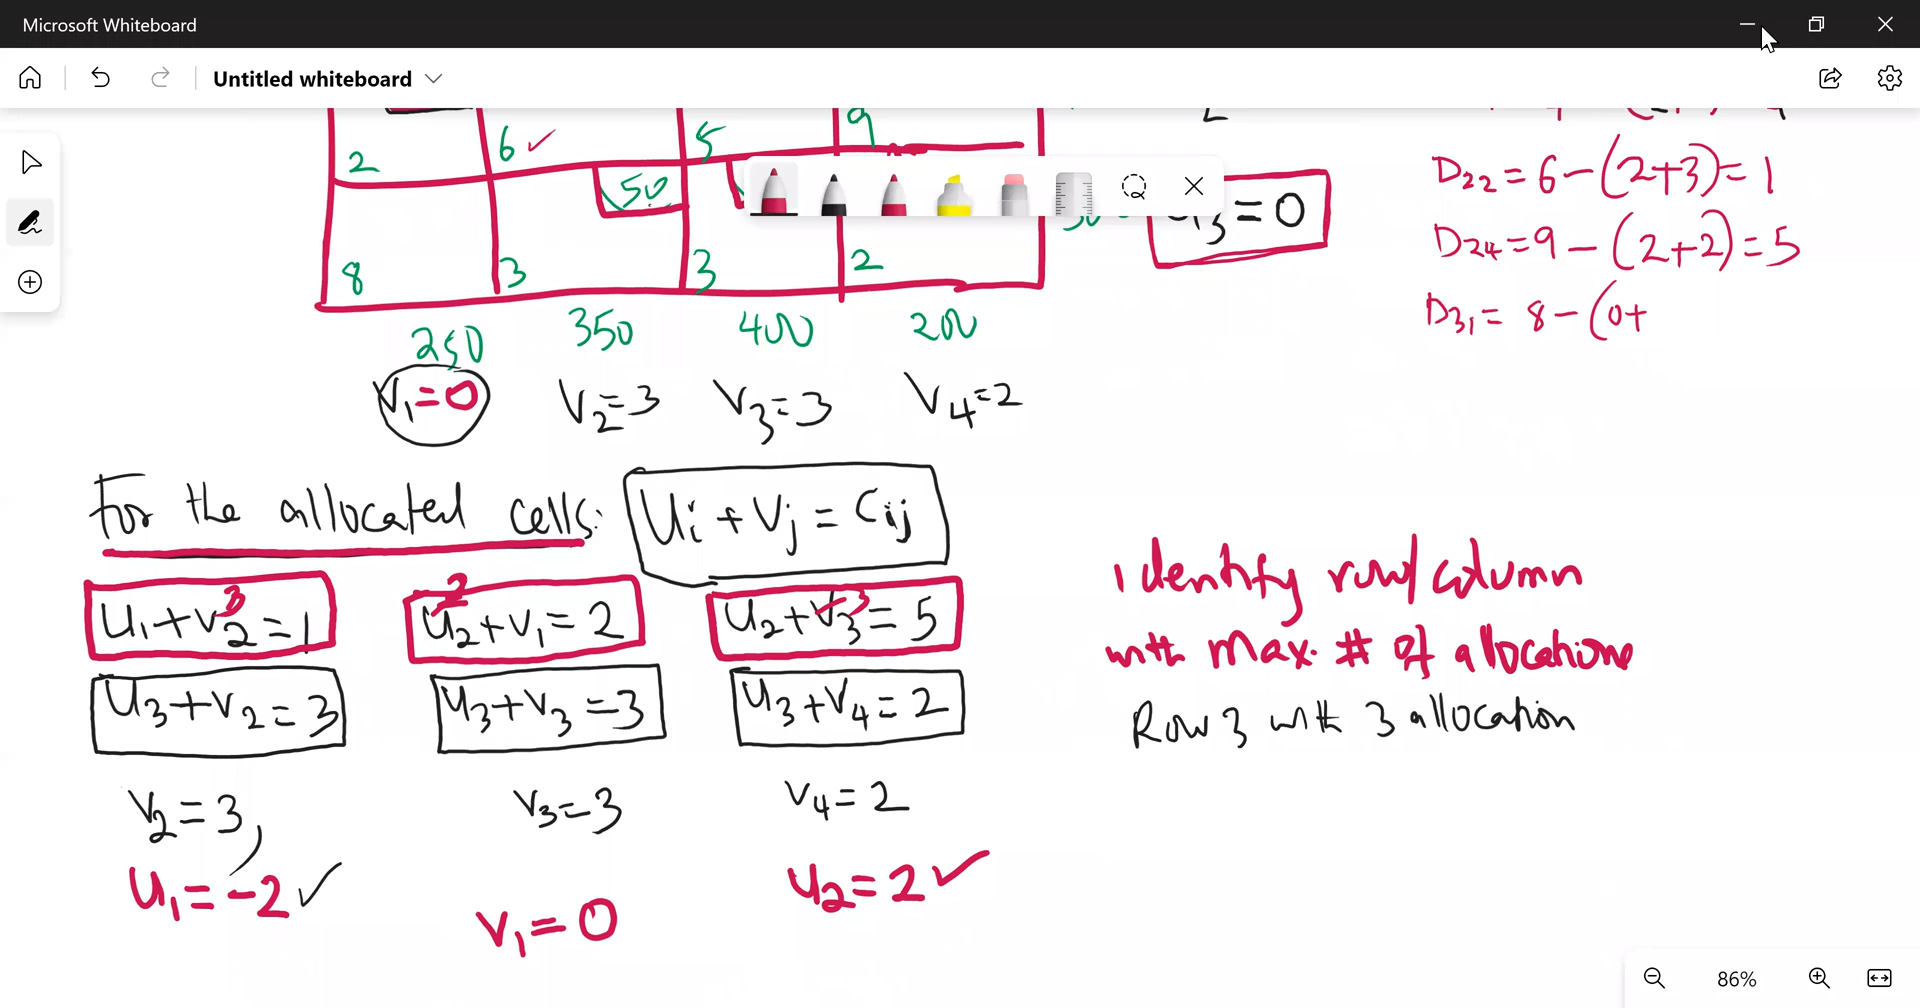 Microsoft Whiteboard
Untitled whiteboard
2 6 ✓ 5 9
50
8 3 3 2
3 = 0
250 350 400 200
V1=0 V2=3 V3=3 V4=2
D22 = 6-(2+3)=1
D24 = 9-(2+2)=5
D31 = 8-(0+
For the allocated cells: Ui + Vj = Cij
3 2 3
U1+V2=1 U2+V1=2 U2+V3=5
U3+V2=3 U3+V3=3 U3+V4=2
V2=3, V3=3 V4=2
U1=-2 ✓ V1=0 U2=2 ✓
identify row/column
with max. # of allocations
Row 3 with 3 allocation
86%